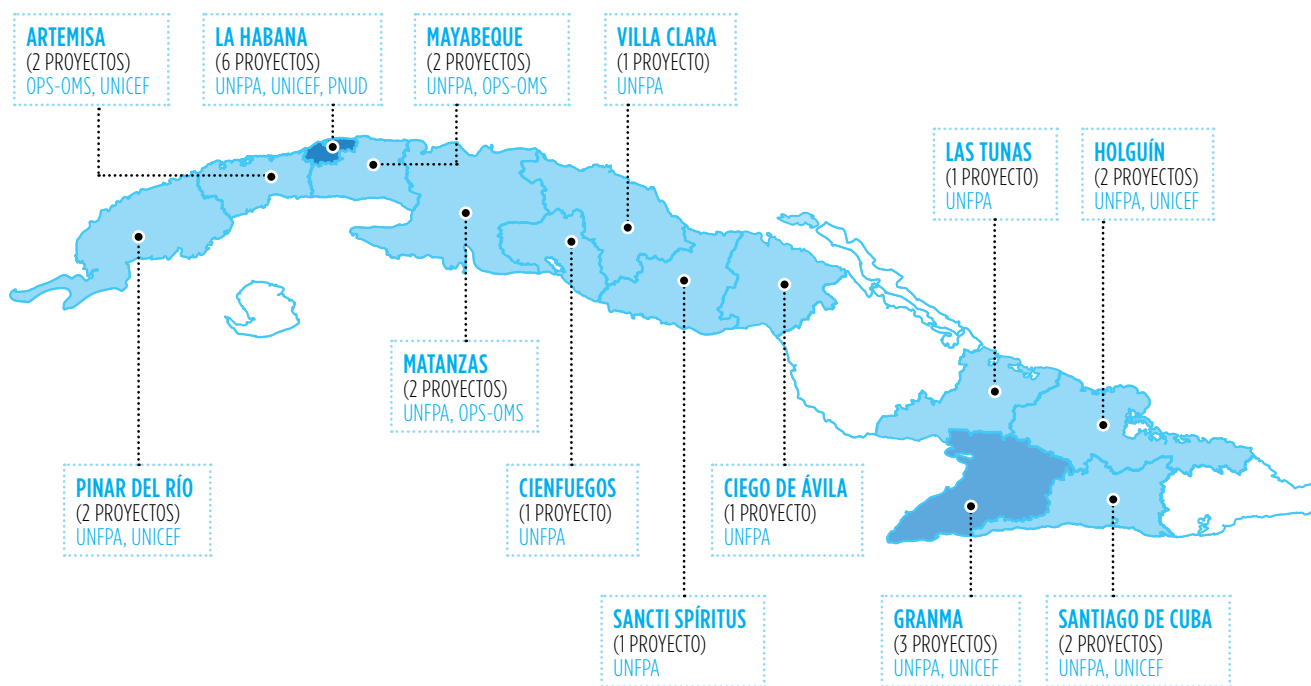 ARTEMISA
(2 PROYECTOS)
OPS-OMS, UNICEF
LA HABANA
(6 PROYECTOS)
UNFPA, UNICEF, PNUD
MAYABEQUE
(2 PROYECTOS)
UNFPA, OPS-OMS
VILLA CLARA
(1 PROYECTO)
UNFPA
LAS TUNAS
(1 PROYECTO)
UNFPA
HOLGUÍN
(2 PROYECTOS)
UNFPA, UNICEF
MATANZAS
(2 PROYECTOS)
UNFPA, OPS-OMS
PINAR DEL RÍO
(2 PROYECTOS)
UNFPA, UNICEF
CIENFUEGOS
(1 PROYECTO)
UNFPA
CIEGO DE ÁVILA
(1 PROYECTO)
UNFPA
SANCTI SPÍRITUS
(1 PROYECTO)
UNFPA
GRANMA
(3 PROYECTOS)
UNFPA, UNICEF
SANTIAGO DE CUBA
(2 PROYECTOS)
UNFPA, UNICEF